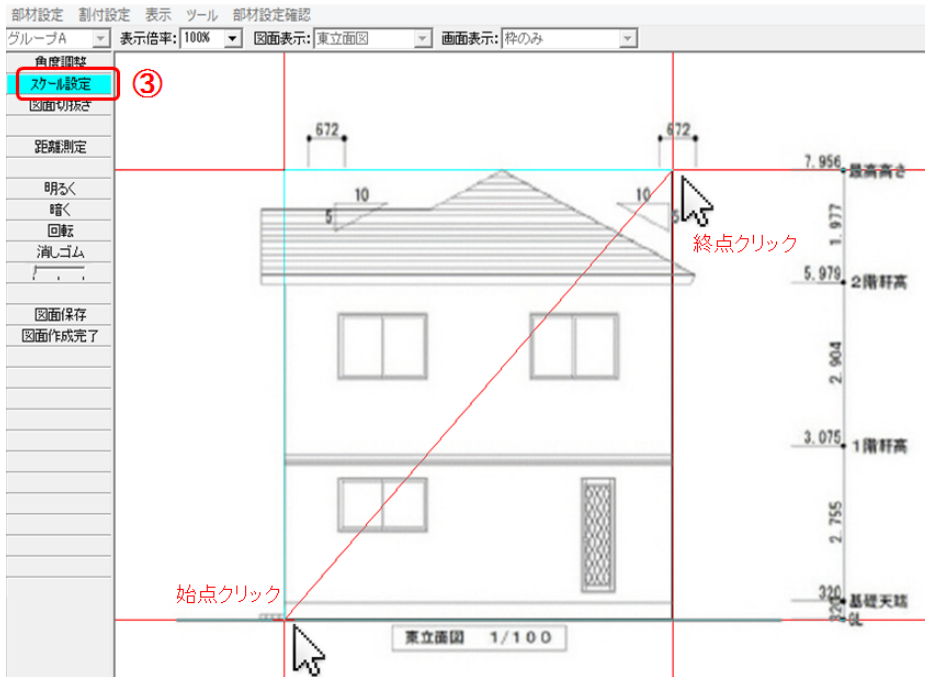 部材設定 割付設定 表示 ツール 部材設定確認
グループA 表示倍率: 100% 図面表示: 東立面図 画面表示: 枠のみ
角度調整
スケール設定
③
図面切抜き
距離測定
明るく
暗く
回転
消しゴム
図面保存
図面作成完了
672
672
10
5
10
5
終点クリック
7.956
最高高さ
1.977
5.979
2階軒高
2.904
3.075
1階軒高
2.755
320
基礎天端
320
GL
始点クリック
東立面図 1/100